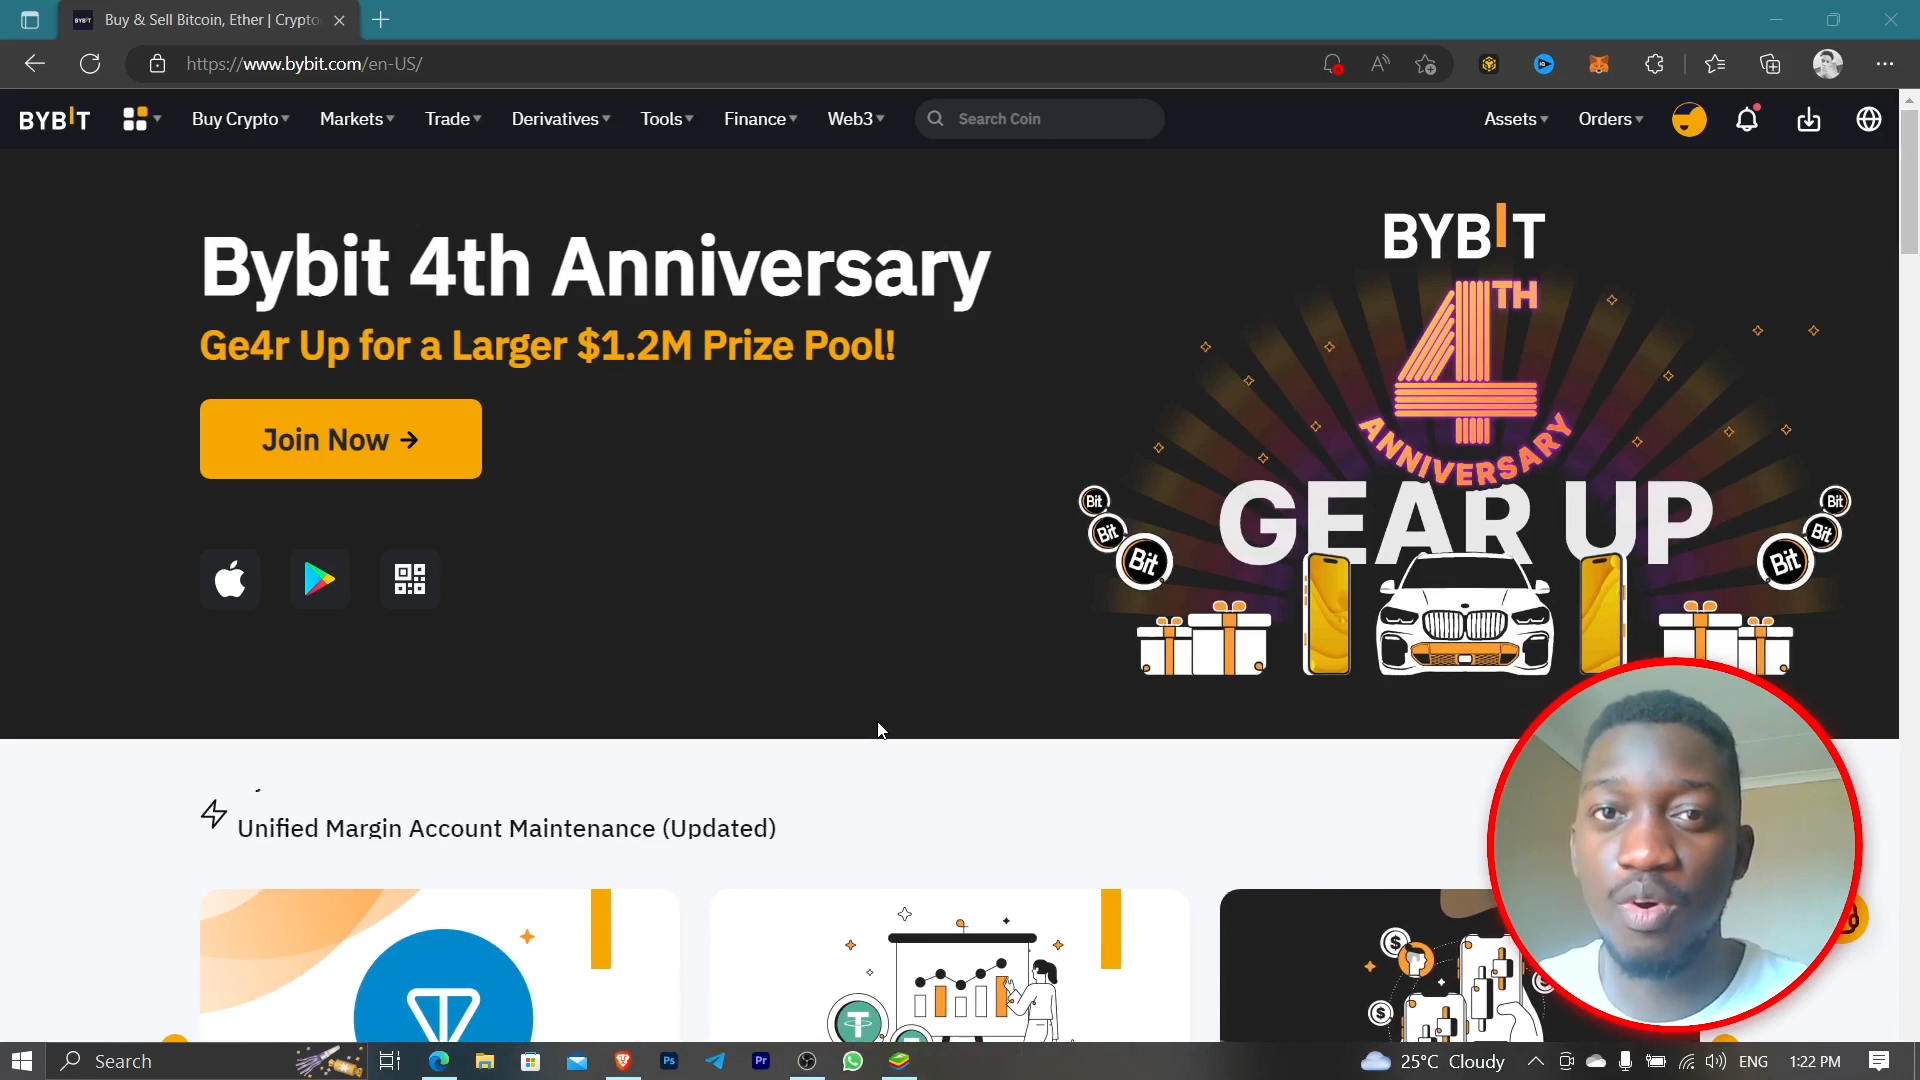 Buy & Sell Bitcoin, Ether | Crypto
https://www.bybit.com/en-US/
BYBIT
Buy Crypto
Markets
Trade
Derivatives
Tools
Finance
Web3
Search Coin
Assets
Orders
Bybit 4th Anniversary
Ge4r Up for a Larger $1.2M Prize Pool!
Join Now →
BYBIT
4TH
ANNIVERSARY
GEAR UP
Bit
Bit
Bit
Bit
Bit
Bit
Unified Margin Account Maintenance (Updated)
Search
Ps
Pr
25°C Cloudy
ENG
1:22 PM